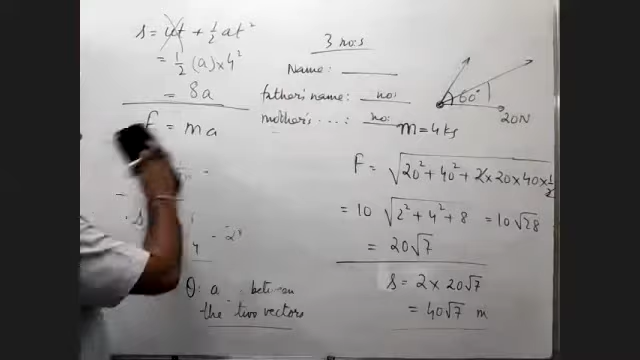 s = ut + 1/2 at²
= 1/2 (a) x 4²
= 8a
f = ma
θ: a between
the two vectors
3 no:s
Name:
father's name: no:
mother's ....: no:
60°
20N
m = 4 kg
F = √20² + 40² + 2 x 20 x 40 x 1/2
= 10 √2² + 4² + 8 = 10√28
= 20√7
s = 2 x 20√7
= 40√7 m